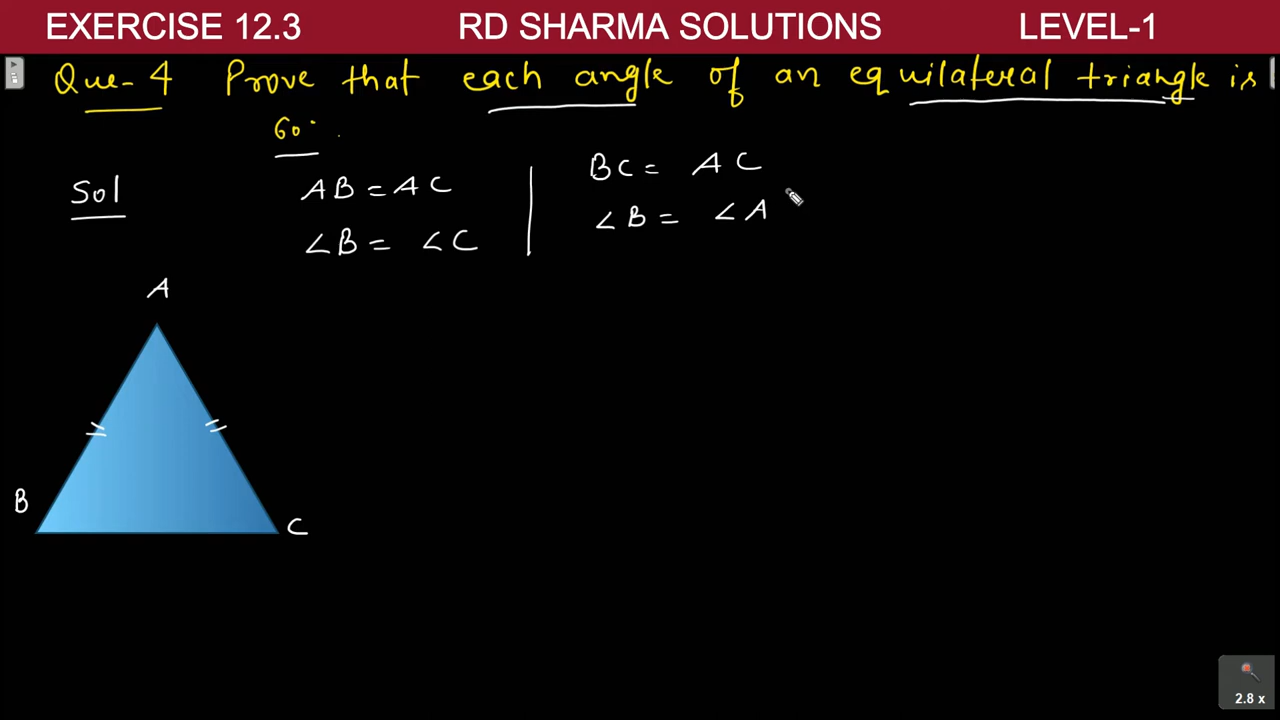 EXERCISE 12.3 RD SHARMA SOLUTIONS LEVEL-1
Que-4 Prove that each angle of an equilateral triangle is
60°.
Sol
AB = AC
∠B = ∠C
BC = AC
∠B = ∠A
A
B
C
2.8 x